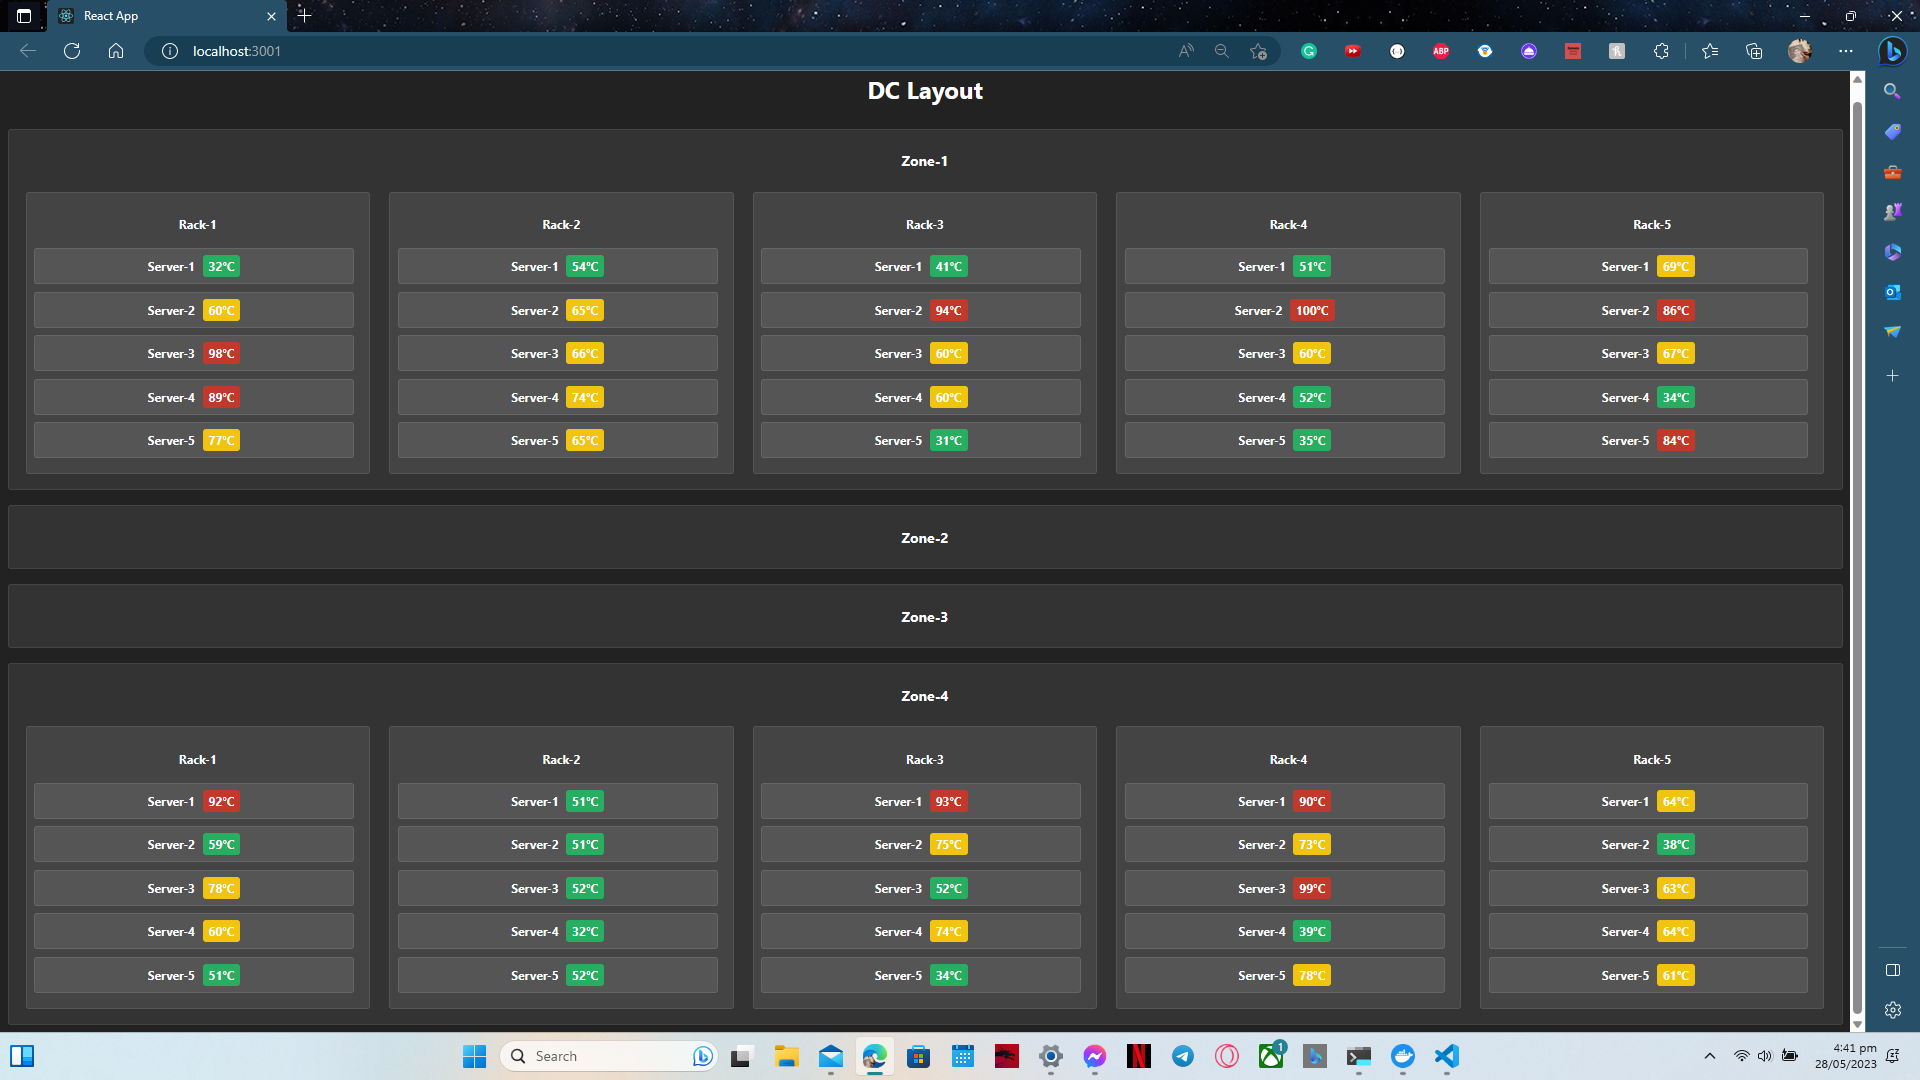 React App
localhost:3001
DC Layout
Zone-1
Rack-1 Rack-2 Rack-3 Rack-4 Rack-5
Server-1 32°C Server-1 54°C Server-1 41°C Server-1 51°C Server-1 69°C
Server-2 60°C Server-2 65°C Server-2 94°C Server-2 100°C Server-2 86°C
Server-3 98°C Server-3 66°C Server-3 60°C Server-3 60°C Server-3 67°C
Server-4 89°C Server-4 74°C Server-4 60°C Server-4 52°C Server-4 34°C
Server-5 77°C Server-5 65°C Server-5 31°C Server-5 35°C Server-5 84°C
Zone-2
Zone-3
Zone-4
Rack-1 Rack-2 Rack-3 Rack-4 Rack-5
Server-1 92°C Server-1 51°C Server-1 93°C Server-1 90°C Server-1 64°C
Server-2 59°C Server-2 51°C Server-2 75°C Server-2 73°C Server-2 38°C
Server-3 78°C Server-3 52°C Server-3 52°C Server-3 99°C Server-3 63°C
Server-4 60°C Server-4 32°C Server-4 74°C Server-4 39°C Server-4 64°C
Server-5 51°C Server-5 52°C Server-5 34°C Server-5 78°C Server-5 61°C
Search
1
4:41 pm
28/05/2023
ABP